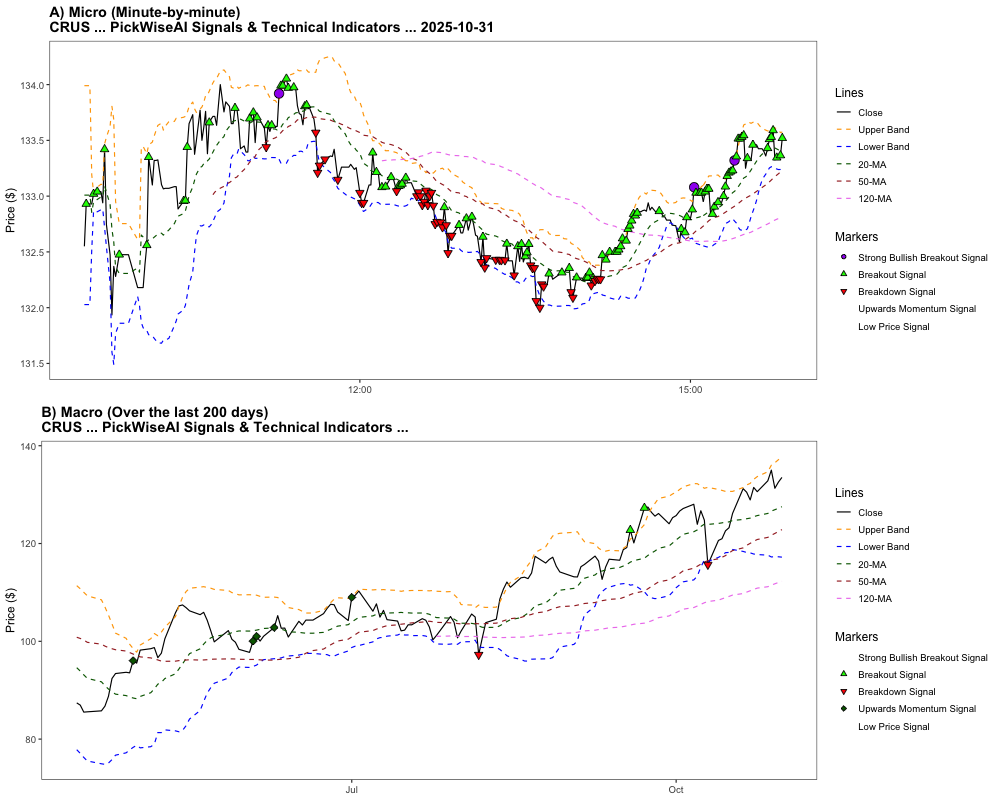 A) Micro (Minute-by-minute)
CRUS ... PickWiseAI Signals & Technical Indicators ... 2025-10-31
Price ($)
134.0
133.5
133.0
132.5
132.0
131.5
12:00
15:00
Lines
Close
Upper Band
Lower Band
20-MA
50-MA
120-MA
Markers
Strong Bullish Breakout Signal
Breakout Signal
Breakdown Signal
Upwards Momentum Signal
Low Price Signal
B) Macro (Over the last 200 days)
CRUS ... PickWiseAI Signals & Technical Indicators ...
Price ($)
140
120
100
80
Jul
Oct
Lines
Close
Upper Band
Lower Band
20-MA
50-MA
120-MA
Markers
Strong Bullish Breakout Signal
Breakout Signal
Breakdown Signal
Upwards Momentum Signal
Low Price Signal